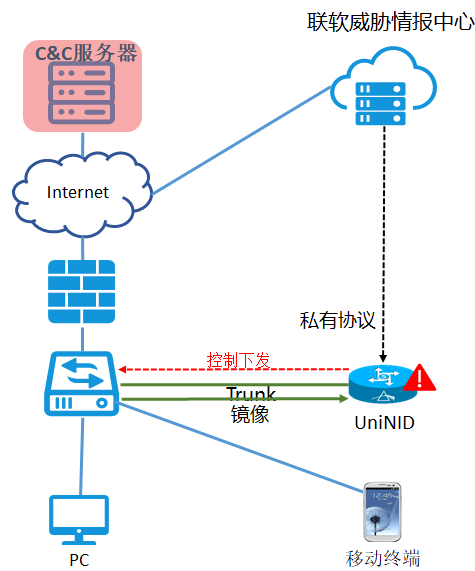 联软威胁情报中心
C&C服务器
Internet
私有协议
控制下发
Trunk
镜像
UniNID
PC
移动终端